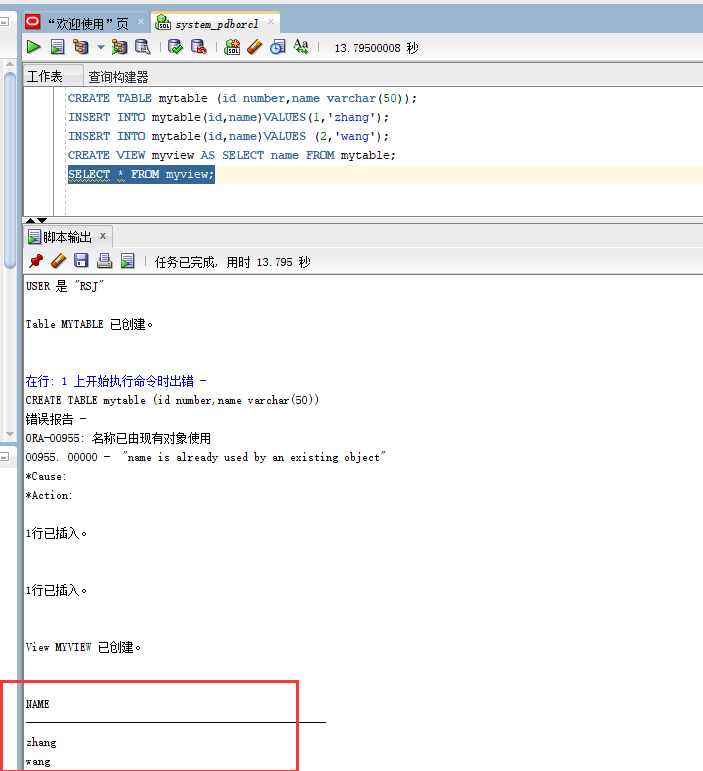 “欢迎使用”页
system_pdborcl
13.79500008 秒
工作表
查询构建器
CREATE TABLE mytable (id number,name varchar(50));
INSERT INTO mytable(id,name)VALUES(1,'zhang');
INSERT INTO mytable(id,name)VALUES (2,'wang');
CREATE VIEW myview AS SELECT name FROM mytable;
SELECT * FROM myview;
脚本输出
任务已完成, 用时 13.795 秒
USER 是 "RSJ"
Table MYTABLE 已创建。
在行: 1 上开始执行命令时出错 -
CREATE TABLE mytable (id number,name varchar(50))
错误报告 -
ORA-00955: 名称已由现有对象使用
00955. 00000 - "name is already used by an existing object"
*Cause:
*Action:
1行已插入。
1行已插入。
View MYVIEW 已创建。
NAME
--------------------------------------------------
zhang
wang